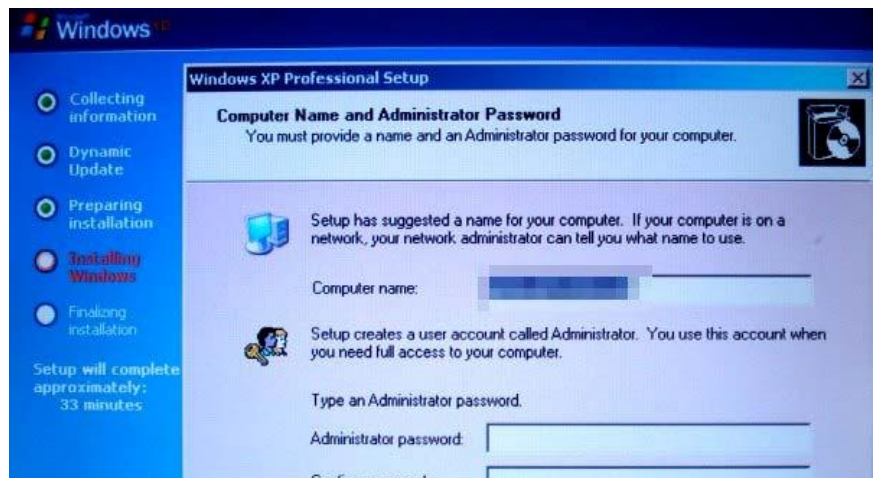 Windows XP
Collecting
information
Dynamic
Update
Preparing
installation
Installing
Windows
Finalizing
installation
Setup will complete
approximately:
33 minutes
Windows XP Professional Setup
Computer Name and Administrator Password
You must provide a name and an Administrator password for your computer.
Setup has suggested a name for your computer. If your computer is on a
network, your network administrator can tell you what name to use.
Computer name:
Setup creates a user account called Administrator. You use this account when
you need full access to your computer.
Type an Administrator password.
Administrator password: